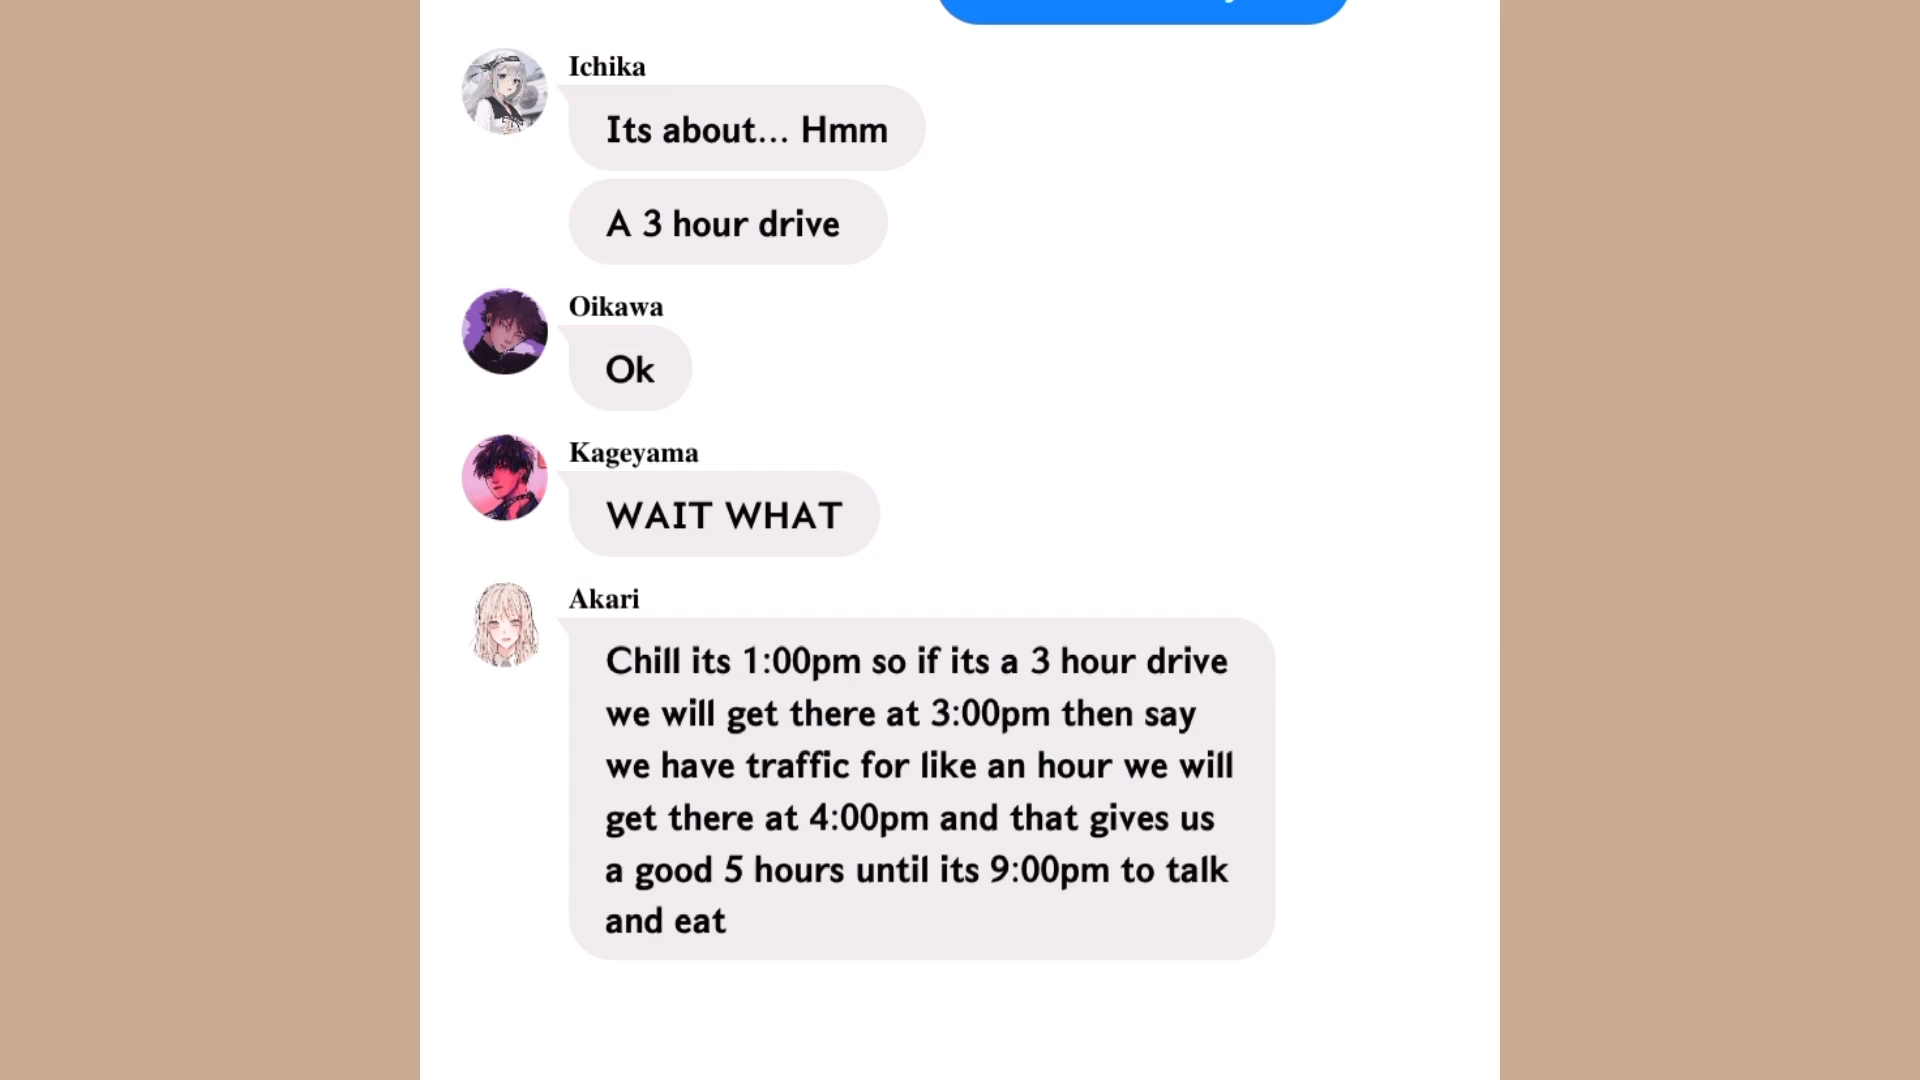 Ichika
Its about... Hmm
A 3 hour drive
Oikawa
Ok
Kageyama
WAIT WHAT
Akari
Chill its 1:00pm so if its a 3 hour drive
we will get there at 3:00pm then say
we have traffic for like an hour we will
get there at 4:00pm and that gives us
a good 5 hours until its 9:00pm to talk
and eat